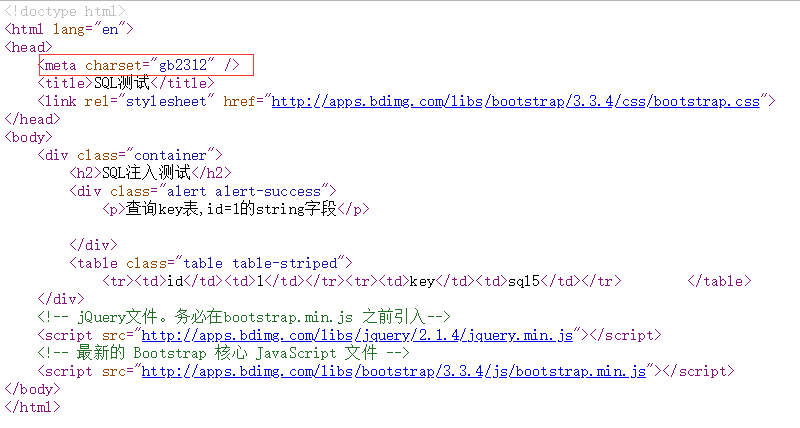 <!doctype html>
<html lang="en">
<head>
<meta charset="gb2312" />
<title>SQL测试</title>
<link rel="stylesheet" href="http://apps.bdimg.com/libs/bootstrap/3.3.4/css/bootstrap.css">
</head>
<body>
<div class="container">
<h2>SQL注入测试</h2>
<div class="alert alert-success">
<p>查询key表,id=1的string字段</p>
</div>
<table class="table table-striped">
<tr><td>id</td><td>1</td></tr><tr><td>key</td><td>sql5</td></tr> </table>
</div>
<!-- jQuery文件。务必在bootstrap.min.js 之前引入-->
<script src="http://apps.bdimg.com/libs/jquery/2.1.4/jquery.min.js"></script>
<!-- 最新的 Bootstrap 核心 JavaScript 文件 -->
<script src="http://apps.bdimg.com/libs/bootstrap/3.3.4/js/bootstrap.min.js"></script>
</body>
</html>